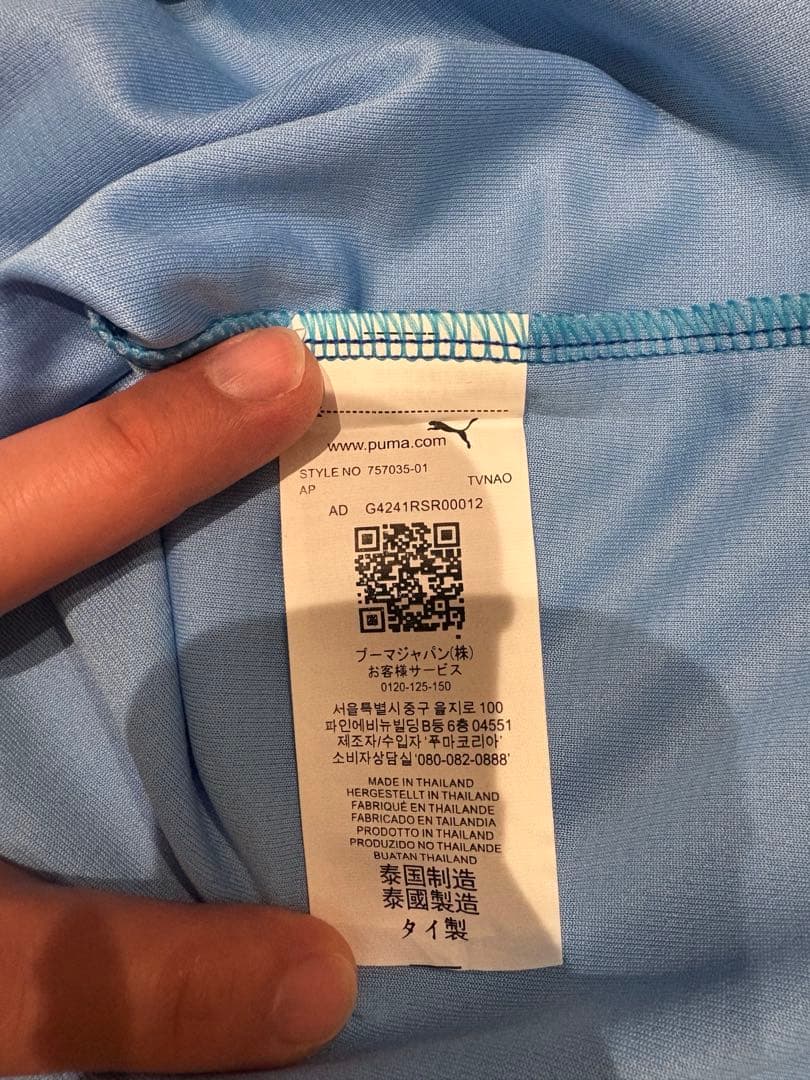 www.puma.com
STYLE NO 757035-01
AP TVNAO
AD G4241RSR00012
プーマジャパン(株)
お客様サービス
0120-125-150
서울특별시 중구 을지로 100
파인에비뉴빌딩 B동 6층 04551
제조자/수입자 '푸마코리아'
소비자상담실 '080-082-0888'
MADE IN THAILAND
HERGESTELLT IN THAILAND
FABRIQUÉ EN THAILANDE
FABRICADO EN TAILANDIA
PRODOTTO IN THAILAND
PRODUZIDO NO THAILANDE
BUATAN THAILAND
泰国制造
泰國製造
タイ製